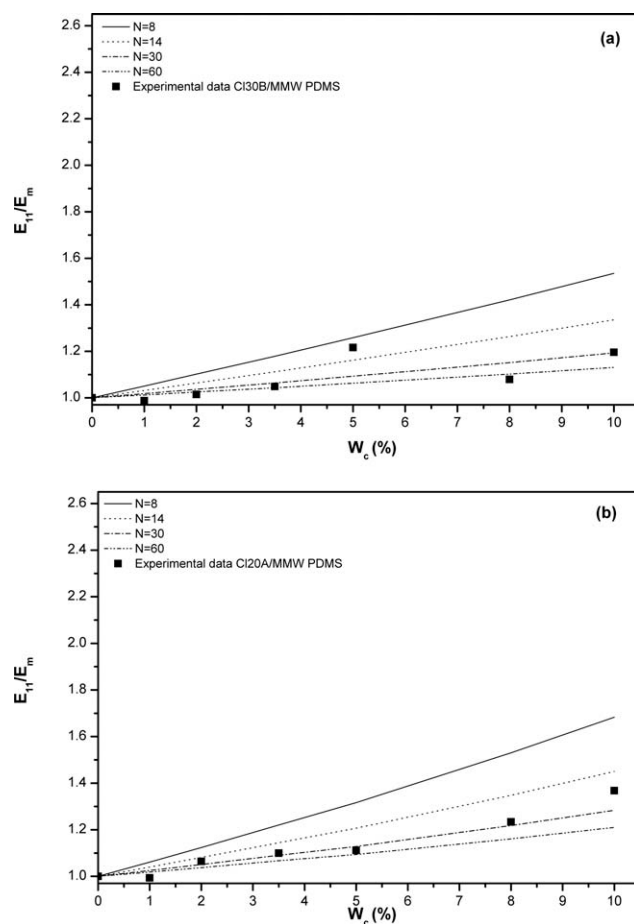 (a)
N=8
N=14
N=30
N=60
Experimental data Cl30B/MMW PDMS
2.6
2.4
2.2
2.0
1.8
1.6
1.4
1.2
1.0
E₁₁/Eₘ
0 1 2 3 4 5 6 7 8 9 10
W_c (%)
(b)
N=8
N=14
N=30
N=60
Experimental data Cl20A/MMW PDMS
2.6
2.4
2.2
2.0
1.8
1.6
1.4
1.2
1.0
E₁₁/Eₘ
0 1 2 3 4 5 6 7 8 9 10
W_c (%)